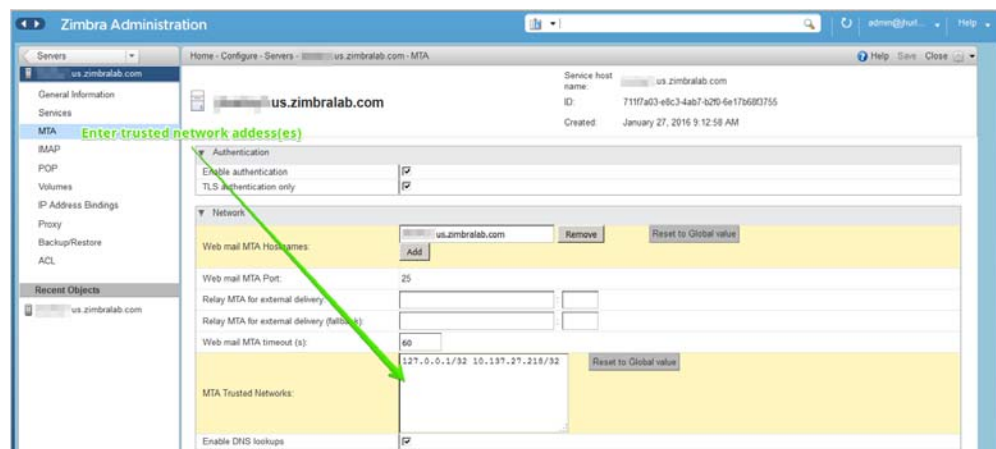 Zimbra Administration
admin@jhurl...
Help
Servers
Home - Configure - Servers - us.zimbralab.com - MTA
Help Save Close
us.zimbralab.com
General Information
Services
MTA
IMAP
POP
Volumes
IP Address Bindings
Proxy
Backup/Restore
ACL
Recent Objects
us.zimbralab.com
us.zimbralab.com
Service host name:
us.zimbralab.com
ID:
711f7a03-e8c3-4ab7-b2f0-6e17b68f3755
Created:
January 27, 2016 9:12:58 AM
Enter trusted network addess(es)
Authentication
Enable authentication
TLS authentication only
Network
Web mail MTA Hostnames:
us.zimbralab.com
Remove
Reset to Global value
Add
Web mail MTA Port:
25
Relay MTA for external delivery
:
Relay MTA for external delivery (fallback):
:
Web mail MTA timeout (s):
60
MTA Trusted Networks:
127.0.0.1/32 10.137.27.218/32
Reset to Global value
Enable DNS lookups